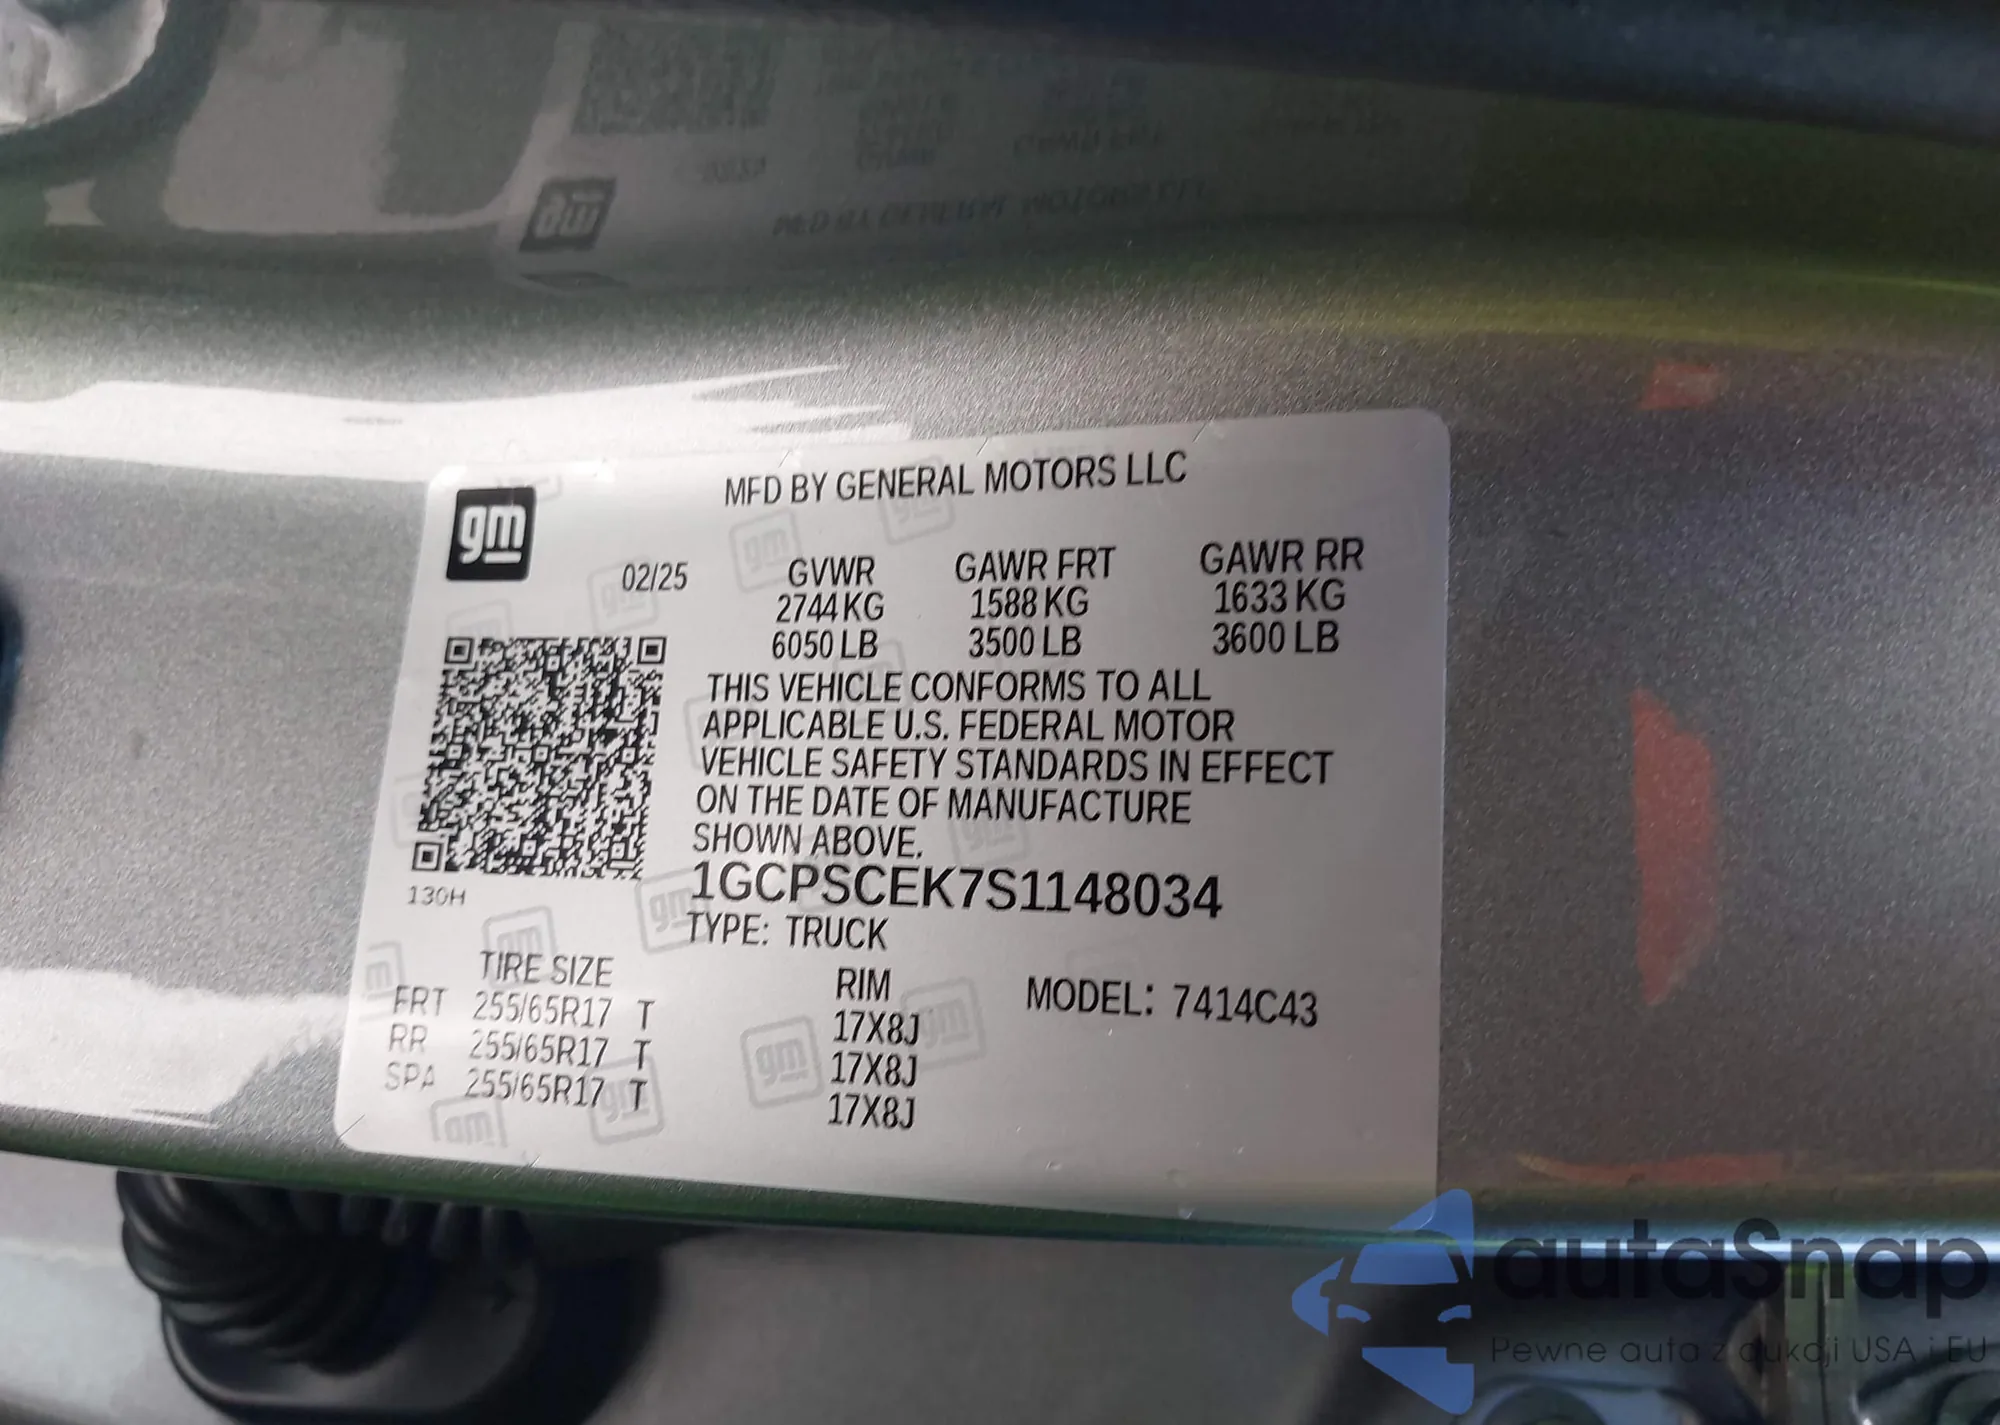 MFD BY GENERAL MOTORS LLC
gm
02/25
GVWR GAWR FRT GAWR RR
2744 KG 1588 KG 1633 KG
6050 LB 3500 LB 3600 LB
THIS VEHICLE CONFORMS TO ALL
APPLICABLE U.S. FEDERAL MOTOR
VEHICLE SAFETY STANDARDS IN EFFECT
ON THE DATE OF MANUFACTURE
SHOWN ABOVE.
130H
1GCPSCEK7S1148034
TYPE: TRUCK
TIRE SIZE RIM MODEL: 7414C43
FRT 255/65R17 T 17X8J
RR 255/65R17 T 17X8J
SPA 255/65R17 T 17X8J
autaSnap
Pewne auta z aukcji USA i EU